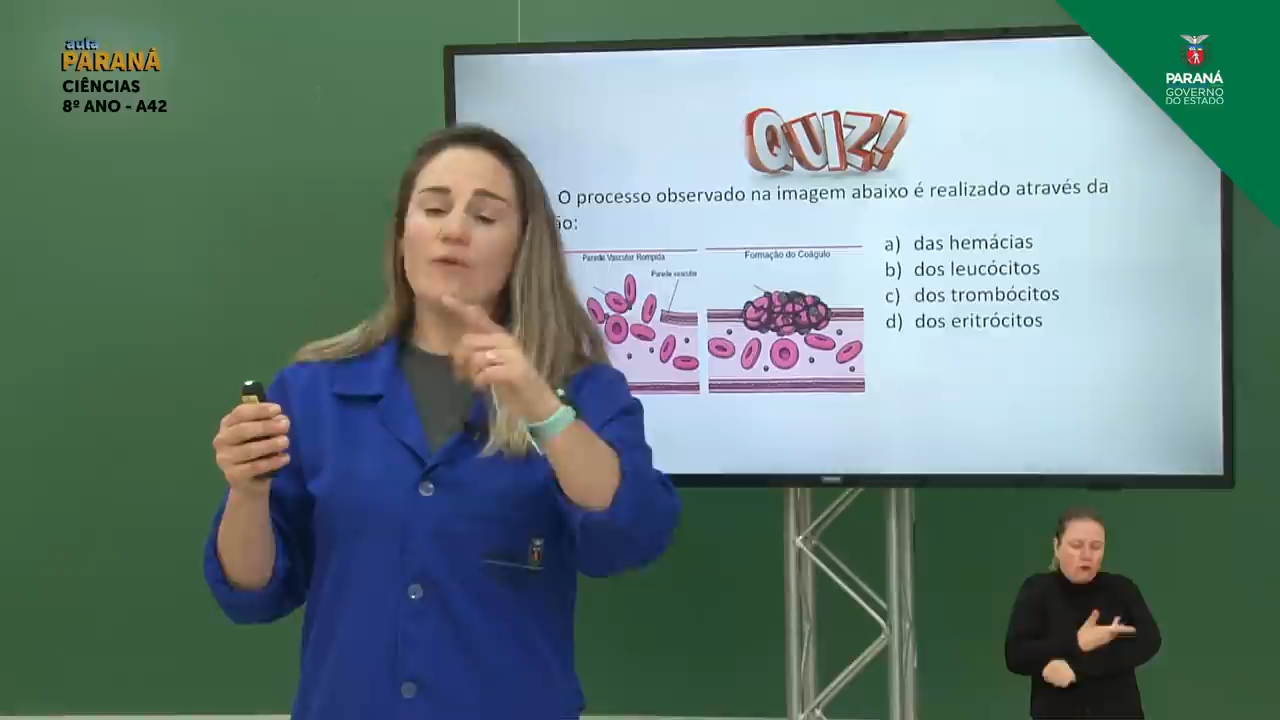 aula
PARANÁ
CIÊNCIAS
8º ANO - A42
PARANÁ
GOVERNO
DO ESTADO
QUIZ!
O processo observado na imagem abaixo é realizado através da
ão:
Parede Vascular Rompida
Parede vascular
Formação do Coágulo
a) das hemácias
b) dos leucócitos
c) dos trombócitos
d) dos eritrócitos